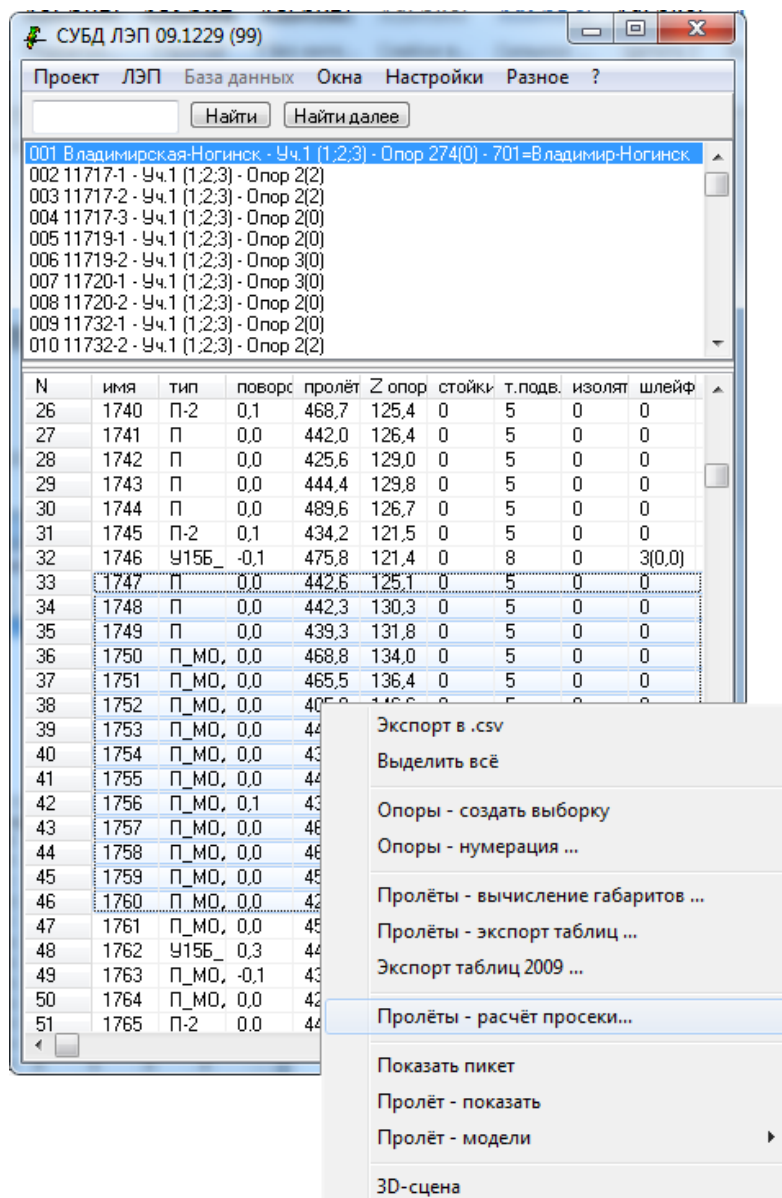 СУБД ЛЭП 09.1229 (99)
Проект ЛЭП База данных Окна Настройки Разное ?
Найти Найти далее
001 Владимирская-Ногинск - Уч.1 (1;2;3) - Опор 274(0) - 701=Владимир-Ногинск
002 11717-1 - Уч.1 (1;2;3) - Опор 2(2)
003 11717-2 - Уч.1 (1;2;3) - Опор 2(2)
004 11717-3 - Уч.1 (1;2;3) - Опор 2(0)
005 11719-1 - Уч.1 (1;2;3) - Опор 2(0)
006 11719-2 - Уч.1 (1;2;3) - Опор 3(0)
007 11720-1 - Уч.1 (1;2;3) - Опор 3(0)
008 11720-2 - Уч.1 (1;2;3) - Опор 2(0)
009 11732-1 - Уч.1 (1;2;3) - Опор 2(0)
010 11732-2 - Уч.1 (1;2;3) - Опор 2(2)
N имя тип поворо пролёт Z опор стойки т.подв. изолят шлейф
26 1740 П-2 0,1 468,7 125,4 0 5 0 0
27 1741 П 0,0 442,0 126,4 0 5 0 0
28 1742 П 0,0 425,6 129,0 0 5 0 0
29 1743 П 0,0 444,4 129,8 0 5 0 0
30 1744 П 0,0 489,6 126,7 0 5 0 0
31 1745 П-2 0,1 434,2 121,5 0 5 0 0
32 1746 У15Б_ -0,1 475,8 121,4 0 8 0 3(0,0)
33 1747 П 0,0 442,6 125,1 0 5 0 0
34 1748 П 0,0 442,3 130,3 0 5 0 0
35 1749 П 0,0 439,3 131,8 0 5 0 0
36 1750 П_МО, 0,0 468,8 134,0 0 5 0 0
37 1751 П_МО, 0,0 465,5 136,4 0 5 0 0
38 1752 П_МО, 0,0
39 1753 П_МО, 0,0 44
40 1754 П_МО, 0,0 43
41 1755 П_МО, 0,0 44
42 1756 П_МО, 0,1 43
43 1757 П_МО, 0,0 46
44 1758 П_МО, 0,0 46
45 1759 П_МО, 0,0 45
46 1760 П_МО, 0,0 42
47 1761 П_МО, 0,0 45
48 1762 У15Б_ 0,3 44
49 1763 П_МО, -0,1 43
50 1764 П_МО, 0,0 42
51 1765 П-2 0,0 44
Экспорт в .csv
Выделить всё
Опоры - создать выборку
Опоры - нумерация ...
Пролёты - вычисление габаритов ...
Пролёты - экспорт таблиц ...
Экспорт таблиц 2009 ...
Пролёты - расчёт просеки...
Показать пикет
Пролёт - показать
Пролёт - модели
3D-сцена